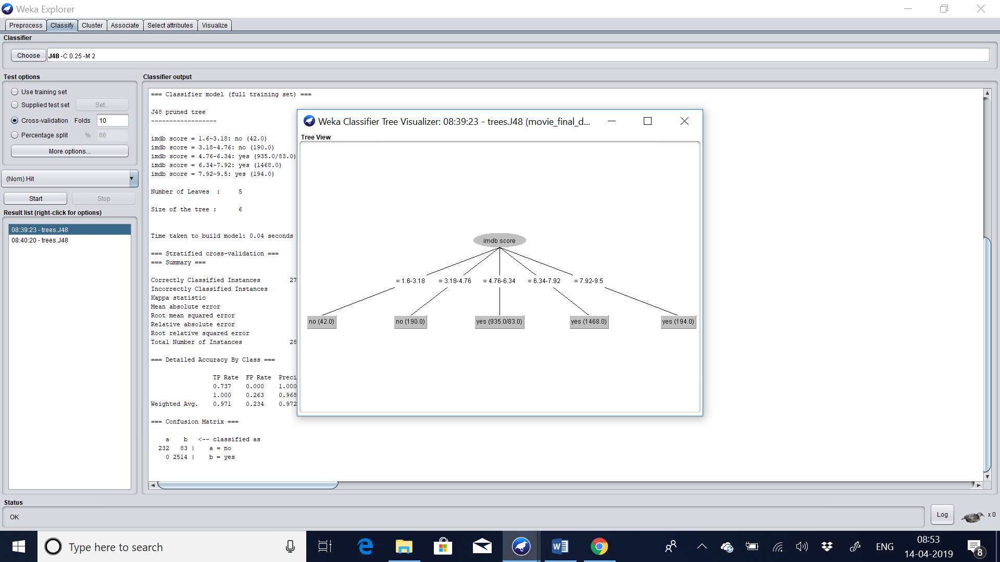 Weka Explorer
Preprocess Classify Cluster Associate Select attributes Visualize
Classifier
Choose J48 -C 0.25 -M 2
Test options
Use training set
Supplied test set Set...
Cross-validation Folds 10
Percentage split % 66
More options...
(Nom) Hit
Start Stop
Result list (right-click for options)
08:39:23 - trees.J48
08:40:20 - trees.J48
Classifier output
=== Classifier model (full training set) ===
J48 pruned tree
------------------
imdb score = 1.6-3.18: no (42.0)
imdb score = 3.18-4.76: no (190.0)
imdb score = 4.76-6.34: yes (935.0/83.0)
imdb score = 6.34-7.92: yes (1468.0)
imdb score = 7.92-9.5: yes (194.0)
Number of Leaves : 5
Size of the tree : 6
Time taken to build model: 0.04 seconds
=== Stratified cross-validation ===
=== Summary ===
Correctly Classified Instances 27
Incorrectly Classified Instances
Kappa statistic
Mean absolute error
Root mean squared error
Relative absolute error
Root relative squared error
Total Number of Instances 28
=== Detailed Accuracy By Class ===
TP Rate FP Rate Preci
0.737 0.000 1.000
1.000 0.263 0.968
Weighted Avg. 0.971 0.234 0.972
=== Confusion Matrix ===
a b <-- classified as
232 83 | a = no
0 2514 | b = yes
Weka Classifier Tree Visualizer: 08:39:23 - trees.J48 (movie_final_d...
Tree View
imdb score
= 1.6-3.18 = 3.18-4.76 = 4.76-6.34 = 6.34-7.92 = 7.92-9.5
no (42.0) no (190.0) yes (935.0/83.0) yes (1468.0) yes (194.0)
Status
OK
Log x 0
Type here to search
ENG
08:53
14-04-2019
8